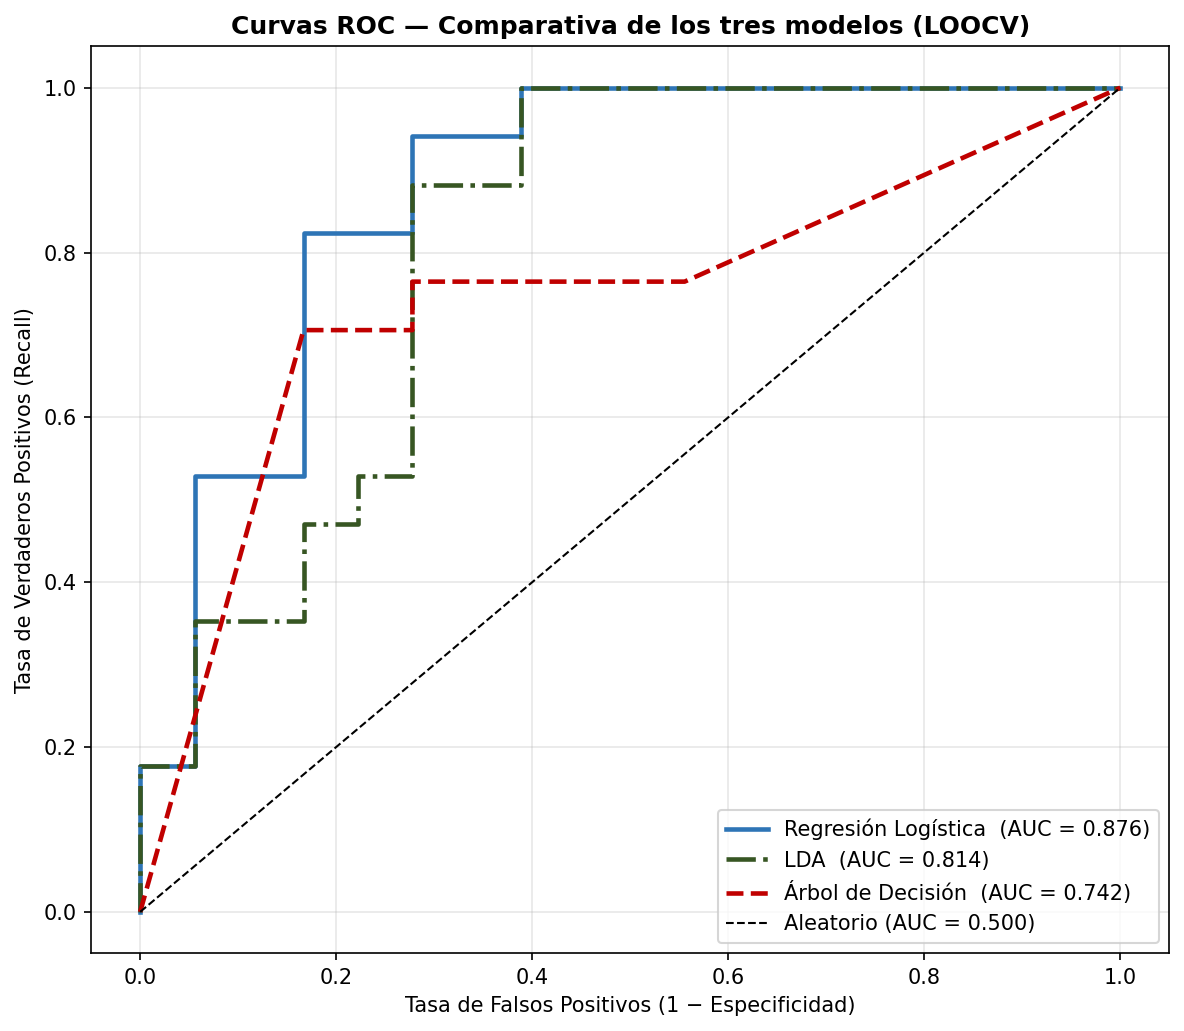 Curvas ROC — Comparativa de los tres modelos (LOOCV)
Tasa de Verdaderos Positivos (Recall)
1.0
0.8
0.6
0.4
0.2
0.0
Regresión Logística (AUC = 0.876)
LDA (AUC = 0.814)
Árbol de Decisión (AUC = 0.742)
Aleatorio (AUC = 0.500)
0.0 0.2 0.4 0.6 0.8 1.0
Tasa de Falsos Positivos (1 − Especificidad)